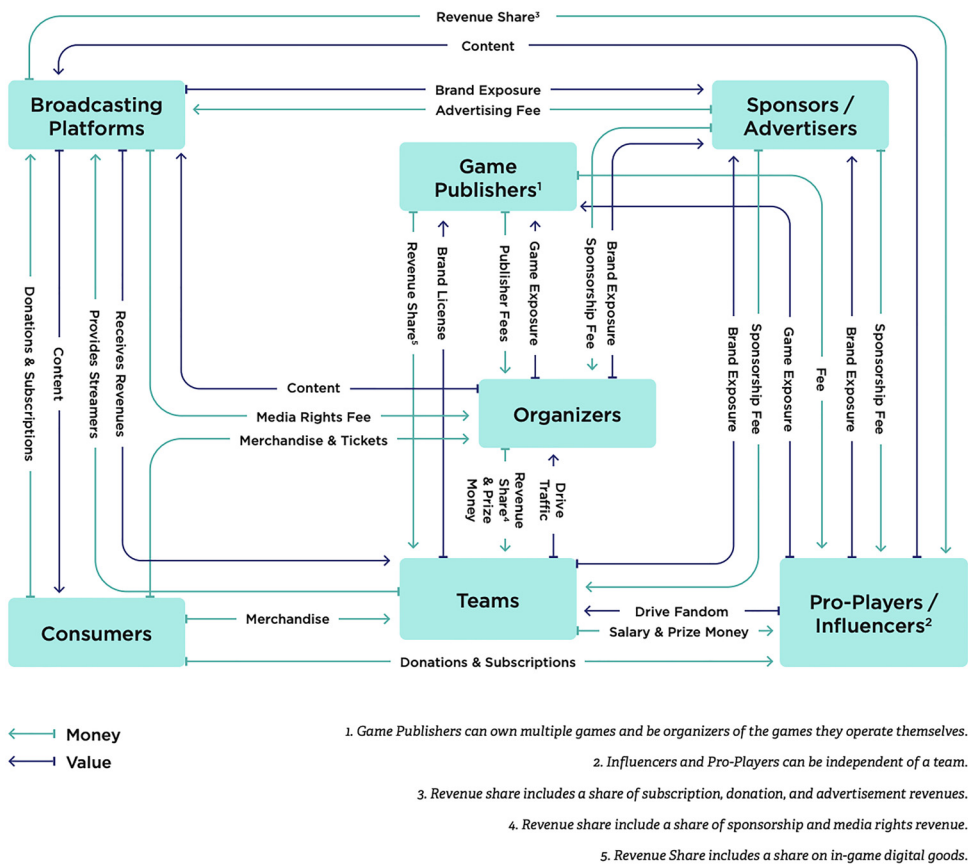 Revenue Share³
Content
Broadcasting
Platforms
Brand Exposure
Advertising Fee
Sponsors /
Advertisers
Game
Publishers¹
Revenue Share⁵
Brand License
Publisher Fees
Game Exposure
Sponsorship Fee
Brand Exposure
Donations & Subscriptions
Content
Provides Streamers
Receives Revenues
Brand Exposure
Sponsorship Fee
Game Exposure
Fee
Brand Exposure
Sponsorship Fee
Content
Media Rights Fee
Merchandise & Tickets
Organizers
Revenue
Share⁴
& Prize
Money
Drive
Traffic
Consumers
Merchandise
Teams
Drive Fandom
Salary & Prize Money
Pro-Players /
Influencers²
Donations & Subscriptions
Money
Value
1. Game Publishers can own multiple games and be organizers of the games they operate themselves.
2. Influencers and Pro-Players can be independent of a team.
3. Revenue share includes a share of subscription, donation, and advertisement revenues.
4. Revenue share include a share of sponsorship and media rights revenue.
5. Revenue Share includes a share on in-game digital goods.